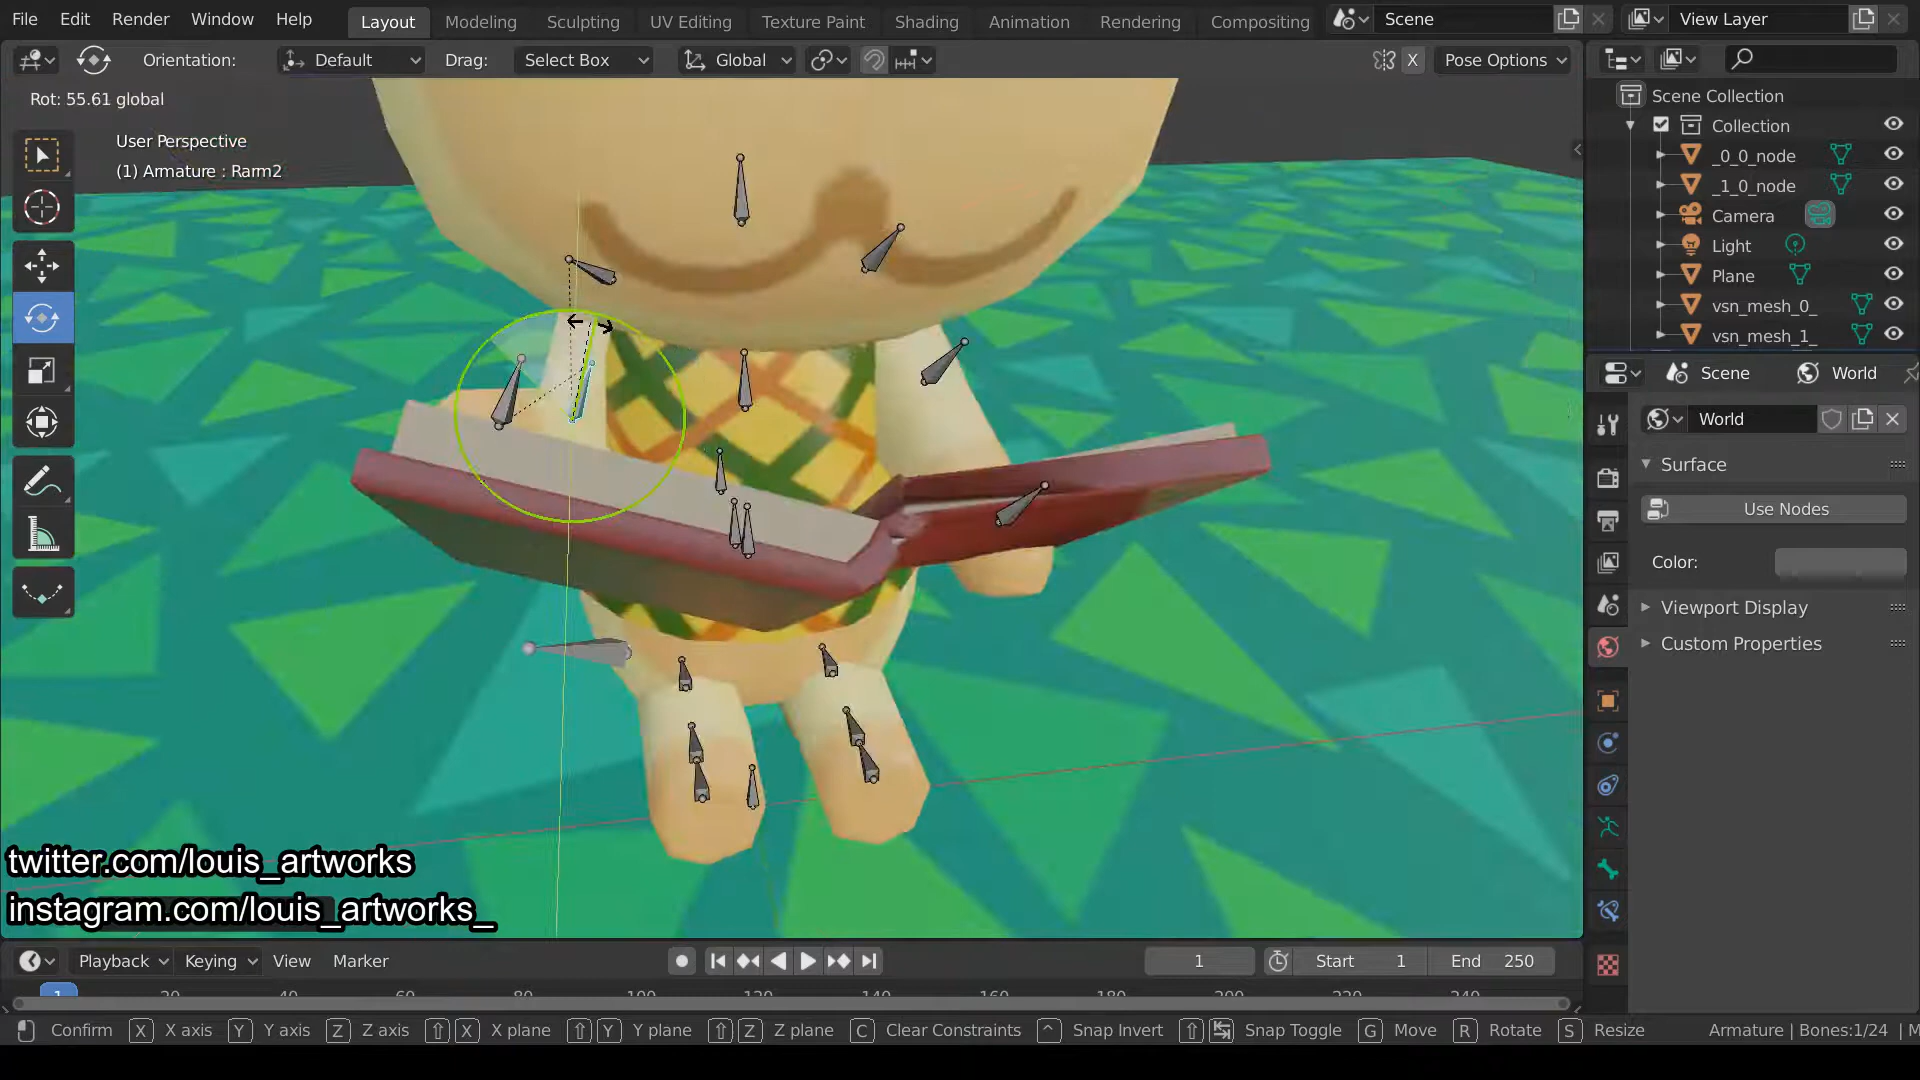 File Edit Render Window Help Layout Modeling Sculpting UV Editing Texture Paint Shading Animation Rendering Compositing Scene View Layer
Orientation: Default Drag: Select Box Global X Pose Options
Rot: 55.61 global
User Perspective
(1) Armature : Rarm2
Scene Collection
Collection
_0_0_node
_1_0_node
Camera
Light
Plane
vsn_mesh_0_
vsn_mesh_1_
Scene World
World
Surface
Use Nodes
Color:
Viewport Display
Custom Properties
twitter.com/louis_artworks
instagram.com/louis_artworks_
Playback Keying View Marker 1 Start 1 End 250
Confirm X X axis Y Y axis Z Z axis X X plane Y Y plane Z Z plane C Clear Constraints ^ Snap Invert Snap Toggle G Move R Rotate S Resize Armature | Bones:1/24 | M